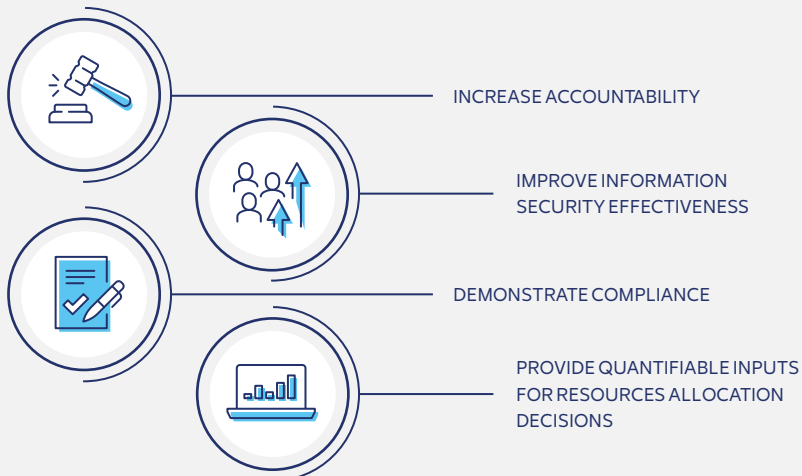 INCREASE ACCOUNTABILITY
IMPROVE INFORMATION
SECURITY EFFECTIVENESS
DEMONSTRATE COMPLIANCE
PROVIDE QUANTIFIABLE INPUTS
FOR RESOURCES ALLOCATION
DECISIONS